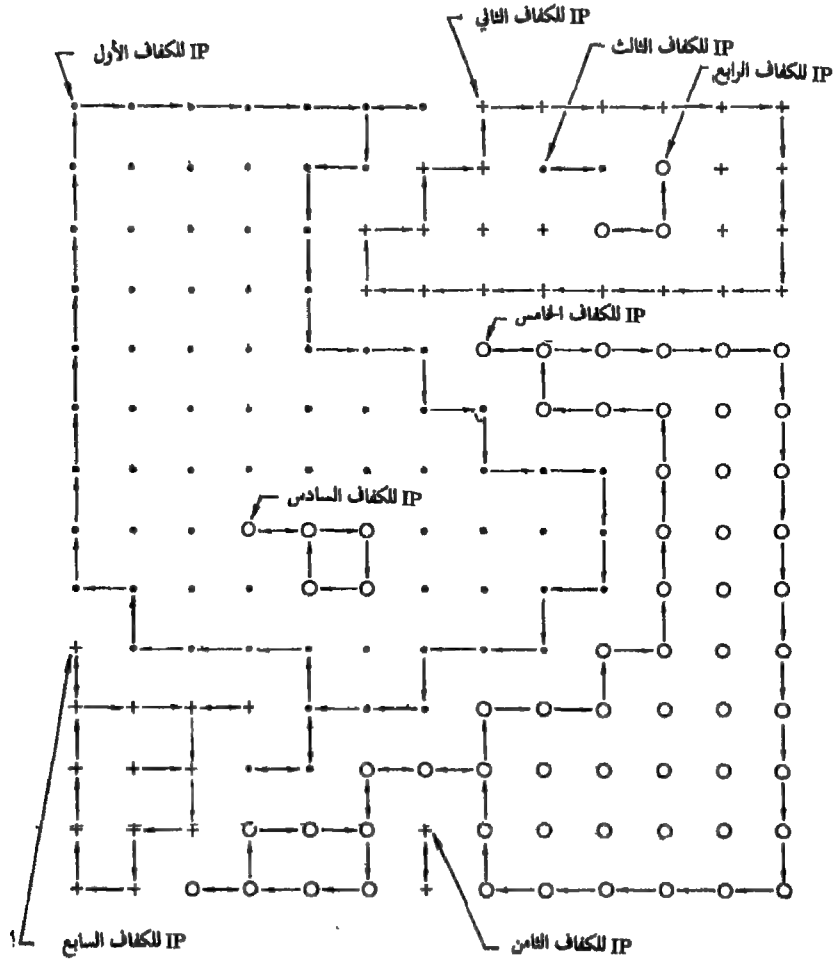 IP للكفاف الثاني
IP للكفاف الأول
IP للكفاف الثالث
IP للكفاف الرابع
IP للكفاف الخامس
IP للكفاف السادس
IP للكفاف السابع
IP للكفاف الثامن